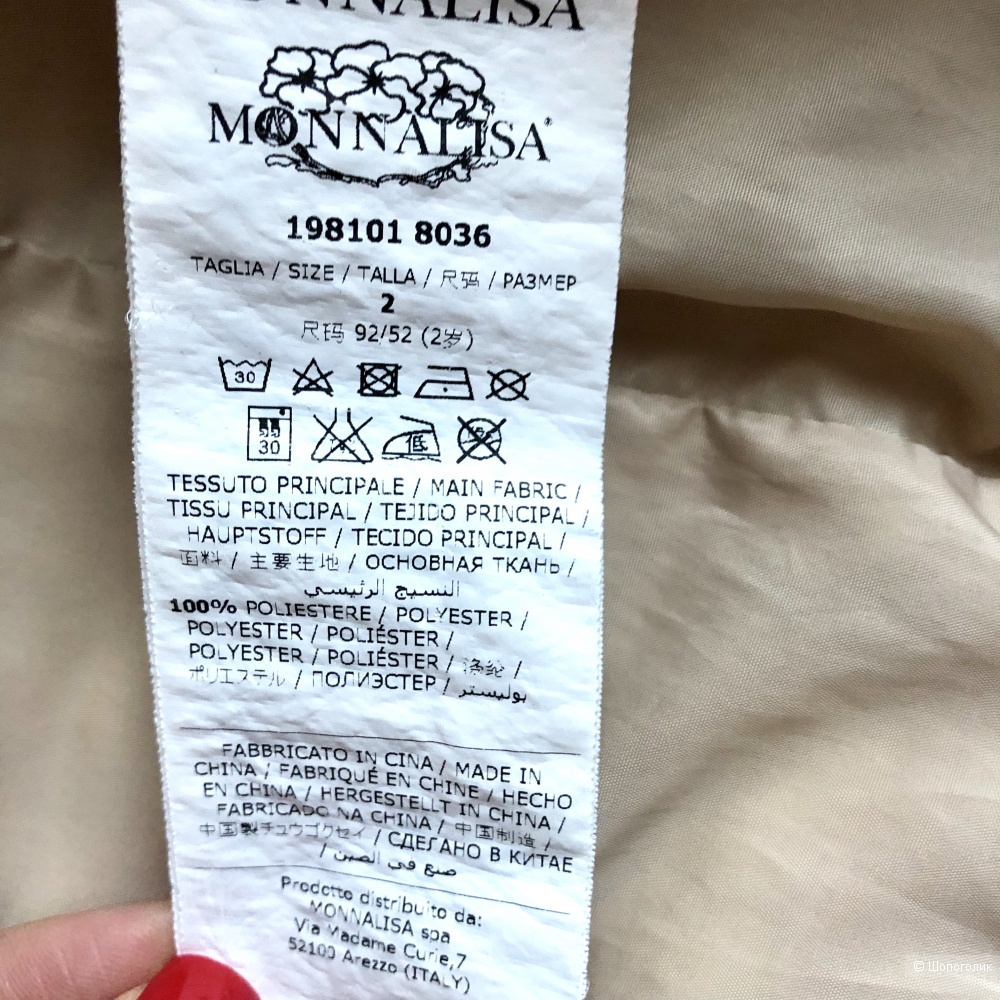 MONNALISA
MONNALISA
198101 8036
TAGLIA / SIZE / TALLA / 尺码 / РАЗМЕР
2
尺玛 92/52 (2岁)
30
30 低
TESSUTO PRINCIPALE / MAIN FABRIC /
TISSU PRINCIPAL / TEJIDO PRINCIPAL /
HAUPTSTOFF / TECIDO PRINCIPAL /
面料 / 主要生地 / ОСНОВНАЯ ТКАНЬ /
النسيج الرئيسي
100% POLIESTERE / POLYESTER /
POLYESTER / POLIÉSTER /
POLYESTER / POLIÉSTER / 涤纶 /
ポリエステル / ПОЛИЭСТЕР / بوليستر
FABBRICATO IN CINA / MADE IN
CHINA / FABRIQUÉ EN CHINE / HECHO
EN CHINA / HERGESTELLT IN CHINA /
FABRICADO NA CHINA / 中国制造 /
中国製チュウゴクセイ / СДЕЛАНО В КИТАЕ
/ صنع في الصين
Prodotto distribuito da:
MONNALISA spa
Via Madame Curie,7
52100 Arezzo (ITALY)
© Шопоголик